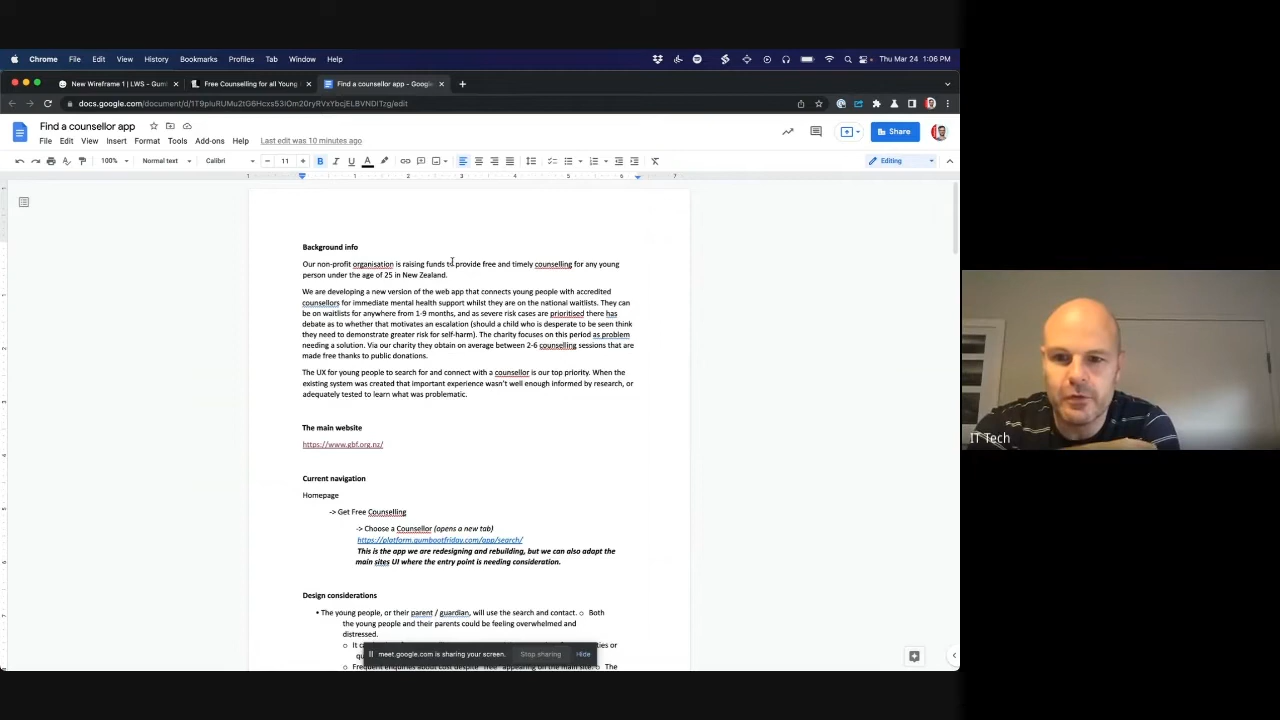 Chrome File Edit View History Bookmarks Profiles Tab Window Help Thu Mar 24 1:06 PM
New Wireframe 1 | LWS - Gum Free Counselling for all Young Find a counsellor app - Google
Find a counsellor app
File Edit View Insert Format Tools Add-ons Help Last edit was 10 minutes ago
Share
100% Normal text Calibri 11 Editing
1 1 2 3 4 5 6 7
Background info
Our non-profit organisation is raising funds to provide free and timely counselling for any young
person under the age of 25 in New Zealand.
We are developing a new version of the web app that connects young people with accredited
counsellors for immediate mental health support whilst they are on the national waitlists. They can
be on waitlists for anywhere from 1-9 months, and as severe risk cases are prioritised there has
debate as to whether that motivates an escalation (should a child who is desperate to be seen think
they need to demonstrate greater risk for self-harm). The charity focuses on this period as problem
needing a solution. Via our charity they obtain on average between 2-6 counselling sessions that are
made free thanks to public donations.
The UX for young people to search for and connect with a counsellor is our top priority. When the
existing system was created that important experience wasn't well enough informed by research, or
adequately tested to learn what was problematic.
The main website
https://www.gbf.org.nz/
Current navigation
Homepage
-> Get Free Counselling
-> Choose a Counsellor (opens a new tab)
https://platform.gumbootfriday.com/app/search/
This is the app we are redesigning and rebuilding, but we can also adapt the
main sites UI where the entry point is needing consideration.
Design considerations
• The young people, or their parent / guardian, will use the search and contact. o Both
the young people and their parents could be feeling overwhelmed and
distressed.
meet.google.com is sharing your screen. Stop sharing Hide
IT Tech